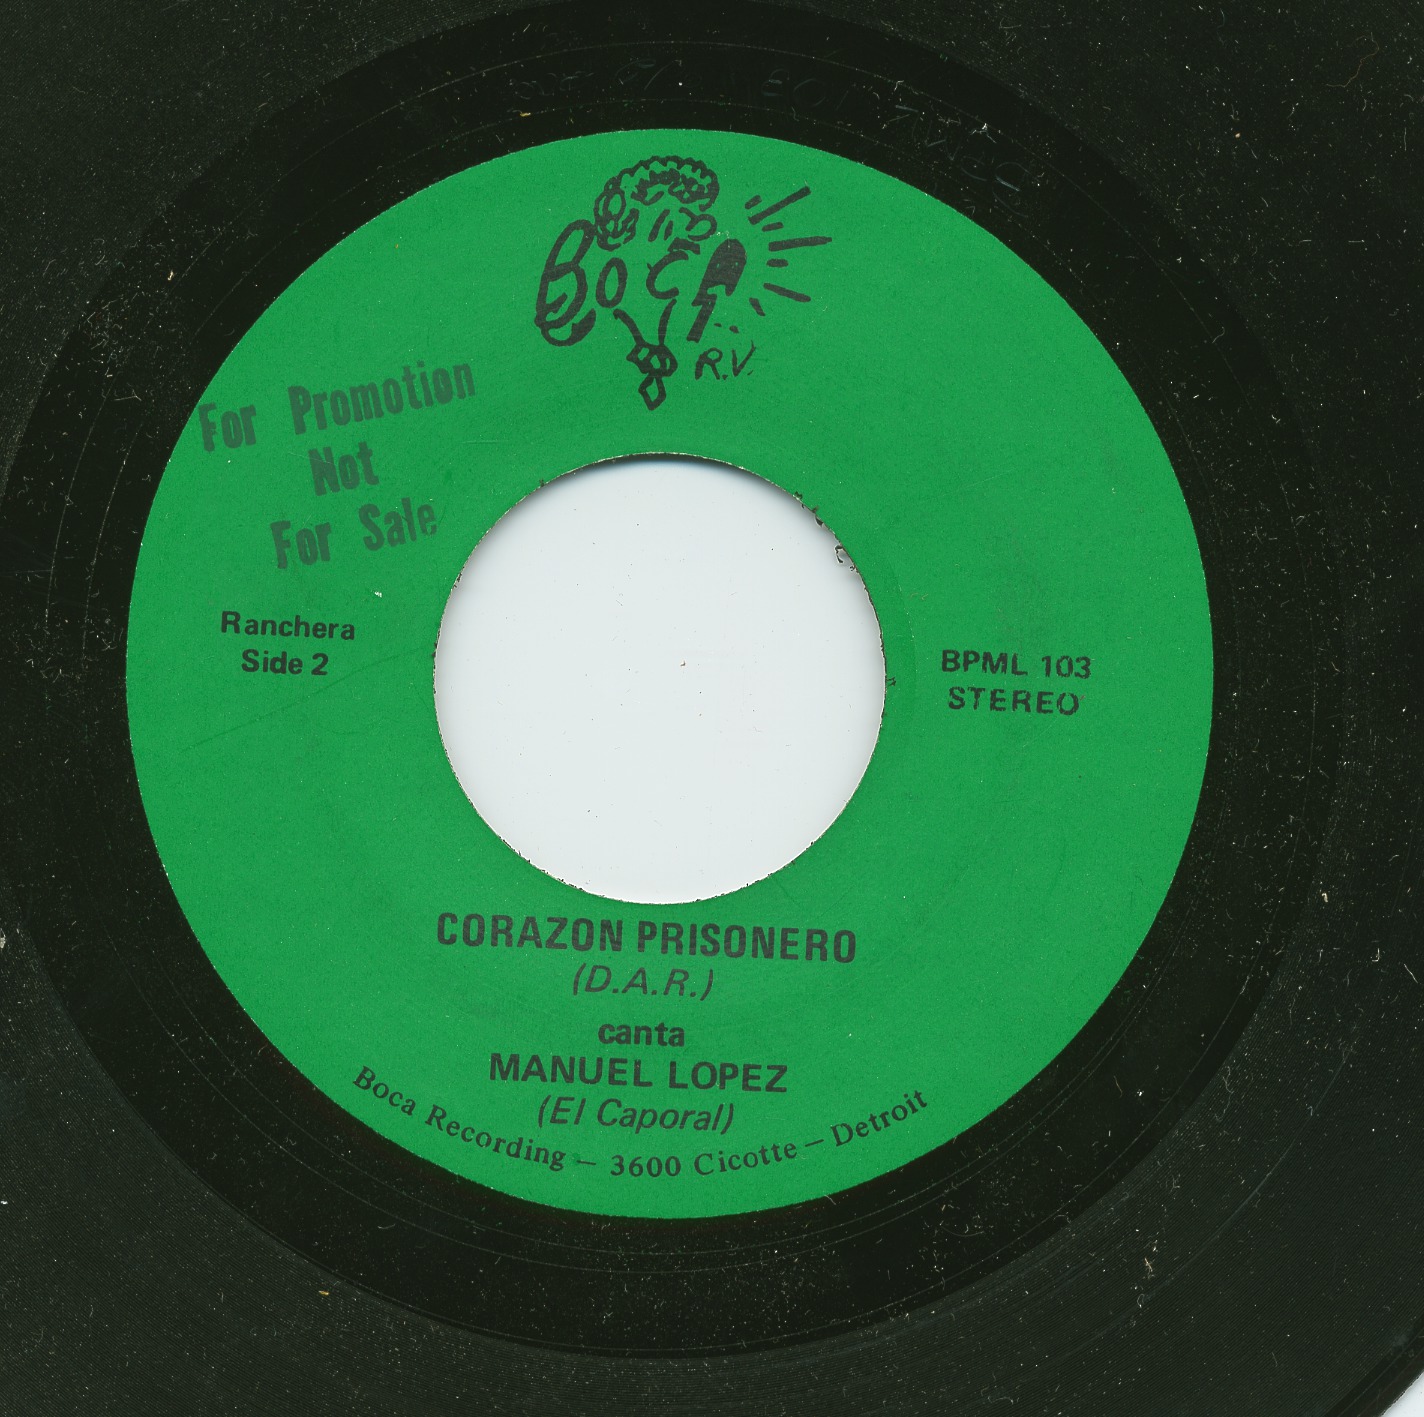 BOCA
R.V.
For Promotion
Not
For Sale
Ranchera
Side 2
BPML 103
STEREO
CORAZON PRISONERO
(D.A.R.)
canta
MANUEL LOPEZ
(El Caporal)
Boca Recording — 3600 Cicotte — Detroit